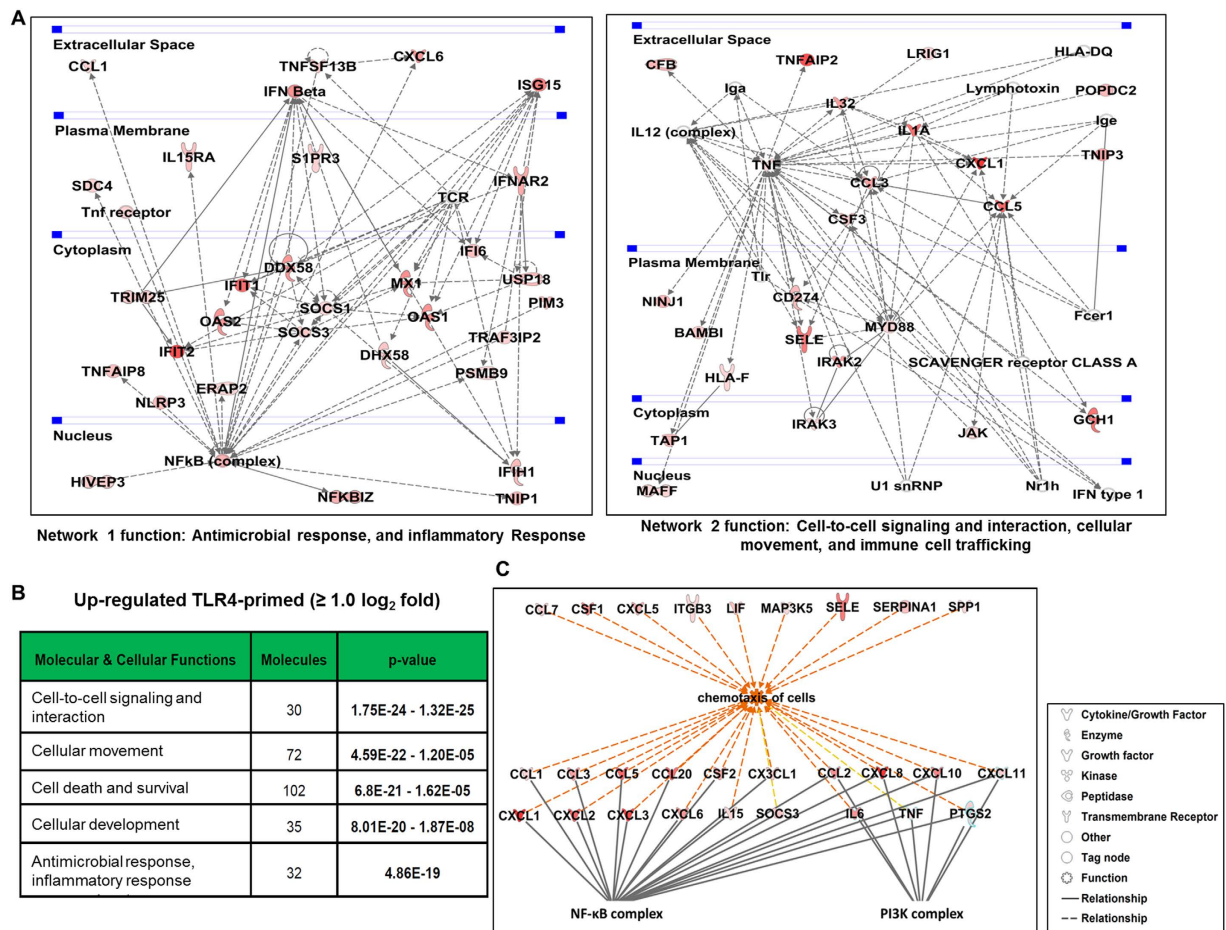 A
Extracellular Space
CCL1
TNFSF13B
CXCL6
IFN Beta
ISG15
Plasma Membrane
IL15RA
S1PR3
SDC4
IFNAR2
TCR
Tnf receptor
Cytoplasm
IFI6
DDX58
USP18
IFIT1
MX1
TRIM25
SOCS1
PIM3
OAS2
OAS1
SOCS3
TRAF3IP2
IFIT2
DHX58
TNFAIP8
PSMB9
ERAP2
NLRP3
Nucleus
NFkB (complex)
IFIH1
HIVEP3
NFKBIZ
TNIP1
Network 1 function: Antimicrobial response, and inflammatory Response
Extracellular Space
TNFAIP2
LRIG1
HLA-DQ
CFB
Iga
Lymphotoxin
POPDC2
IL32
IL12 (complex)
IL1A
Ige
TNF
CXCL1
TNIP3
CCL3
CCL5
CSF3
Plasma Membrane
Tlr
NINJ1
CD274
Fcer1
BAMBI
MYD88
SELE
IRAK2
SCAVENGER receptor CLASS A
HLA-F
Cytoplasm
IRAK3
GCH1
TAP1
JAK
Nucleus
MAFF
U1 snRNP
Nr1h
IFN type 1
Network 2 function: Cell-to-cell signaling and interaction, cellular
movement, and immune cell trafficking
B
Up-regulated TLR4-primed (≥ 1.0 log₂ fold)
Molecular & Cellular Functions Molecules p-value
Cell-to-cell signaling and
interaction 30 1.75E-24 - 1.32E-25
Cellular movement 72 4.59E-22 - 1.20E-05
Cell death and survival 102 6.8E-21 - 1.62E-05
Cellular development 35 8.01E-20 - 1.87E-08
Antimicrobial response,
inflammatory response 32 4.86E-19
C
CCL7 CSF1 CXCL5 ITGB3 LIF MAP3K5 SELE SERPINA1 SPP1
chemotaxis of cells
CCL1 CCL3 CCL5 CCL20 CSF2 CX3CL1 CCL2 CXCL8 CXCL10 CXCL11
CXCL1 CXCL2 CXCL3 CXCL6 IL15 SOCS3 IL6 TNF PTGS2
NF-κB complex PI3K complex
Cytokine/Growth Factor
Enzyme
Growth factor
Kinase
Peptidase
Transmembrane Receptor
Other
Tag node
Function
Relationship
Relationship